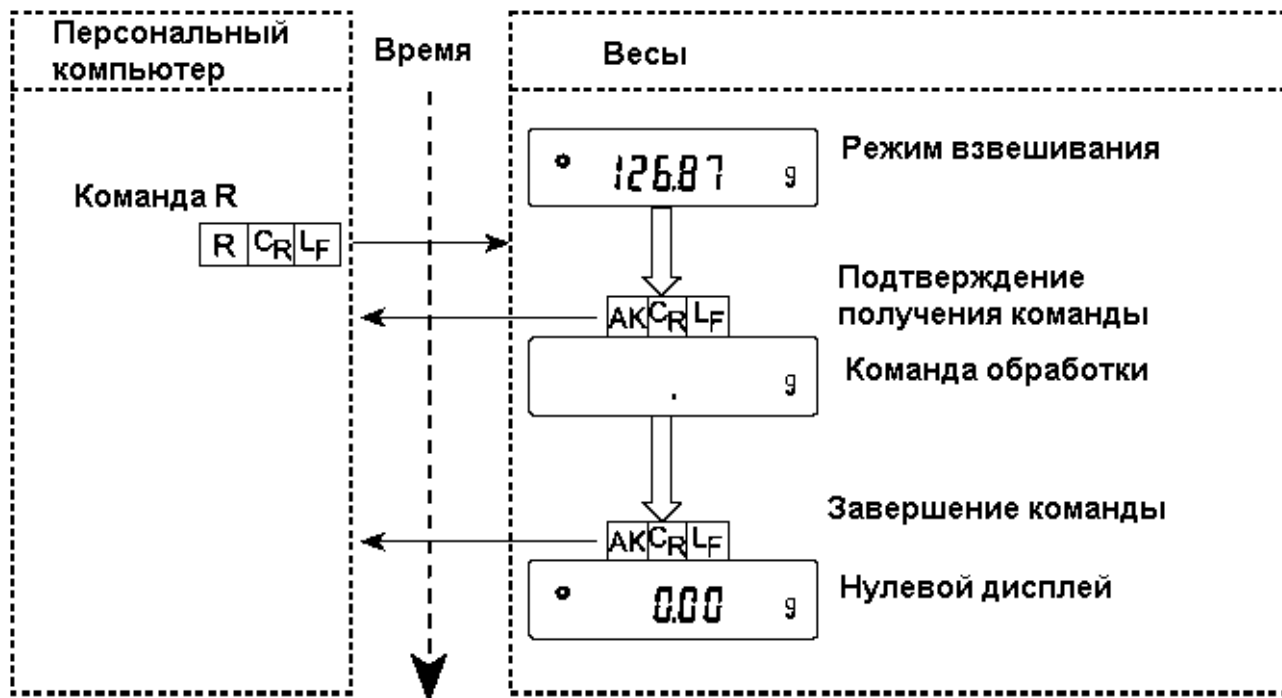 Персональный
компьютер
Время
Весы
126.87 g
Режим взвешивания
Команда R
R CR LF
Подтверждение
получения команды
AK CR LF
. g
Команда обработки
Завершение команды
AK CR LF
0.00 g
Нулевой дисплей